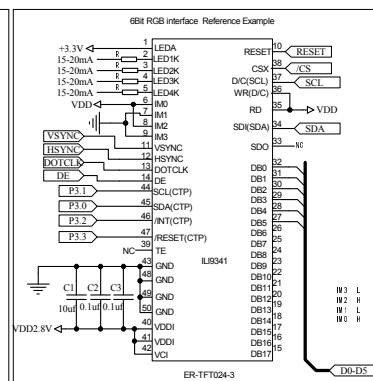 6Bit RGB interface Reference Example
+3.3V 1 LEDA
15-20mA R 2 LED1K
15-20mA R 3 LED2K
15-20mA R 4 LED3K
15-20mA R 5 LED4K
VDD 6 IM0
7 IM1
8 IM2
9 IM3
VSYNC 11 VSYNC
HSYNC 12 HSYNC
DOTCLK 13 DOTCLK
DE 14 DE
P3.1 44 SCL(CTP)
P3.0 45 SDA(CTP)
P3.2 46 /INT(CTP)
P3.3 47 /RESET(CTP)
NC 39 TE
43 GND
48 GND
49 GND
50 GND
C1 C2 C3
10uf 0.1uf 0.1uf
VDD2.8V 40 VDDI
41 VDDI
42 VCI
ILI9341
RESET 10 RESET
CSX 38 /CS
D/C(SCL) 37 SCL
WR(D/C) 36
RD 35 VDD
SDI(SDA) 34 SDA
SDO 33 NC
DB0 32
DB1 31
DB2 30
DB3 29
DB4 28
DB5 27
DB6 26
DB7 25
DB8 24
DB9 23
DB10 22
DB11 21
DB12 20
DB13 19
DB14 18
DB15 17
DB16 16
DB17 15
IM3 L
IM2 H
IM1 L
IM0 H
D0-D5
ER-TFT024-3